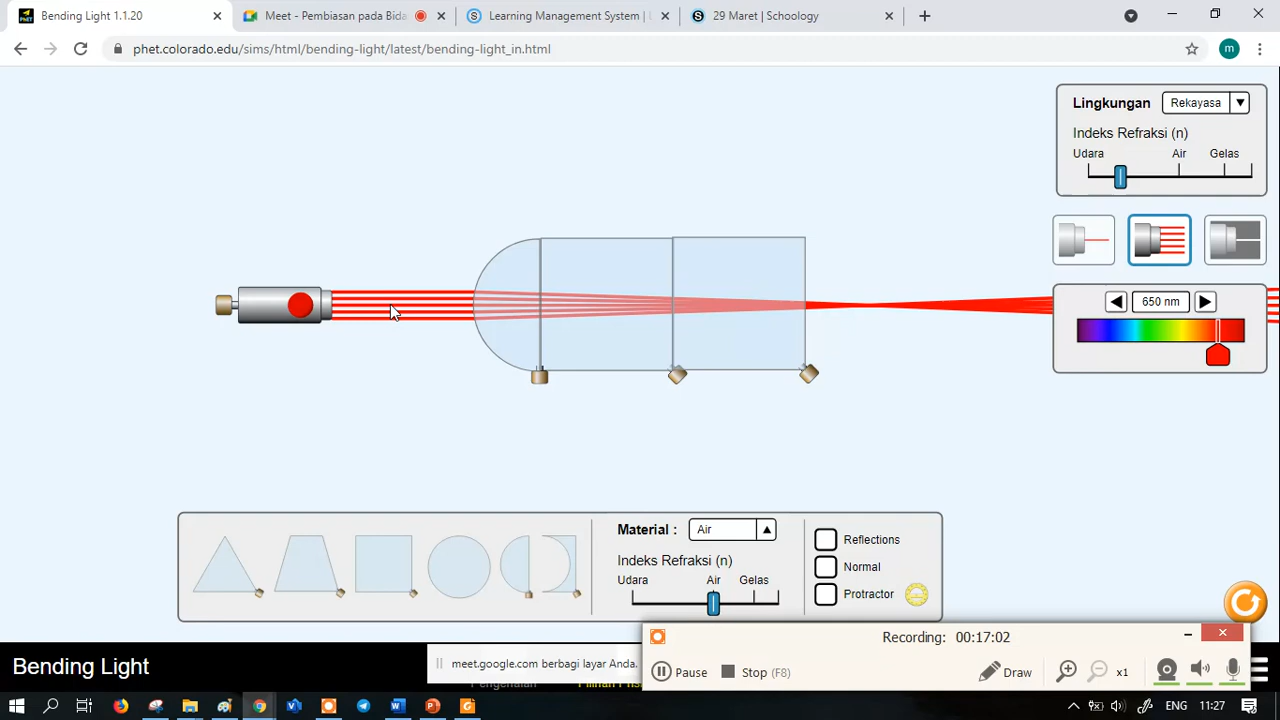 Bending Light 1.1.20
Meet - Pembiasan pada Bida
Learning Management System | L
29 Maret | Schoology
phet.colorado.edu/sims/html/bending-light/latest/bending-light_in.html
m
Lingkungan Rekayasa
Indeks Refraksi (n)
Udara Air Gelas
650 nm
Material : Air
Indeks Refraksi (n)
Udara Air Gelas
Reflections
Normal
Protractor
Recording: 00:17:02
Pause Stop (F8) Draw x1
Bending Light
meet.google.com berbagi layar Anda.
Pengenalan
ENG 11:27